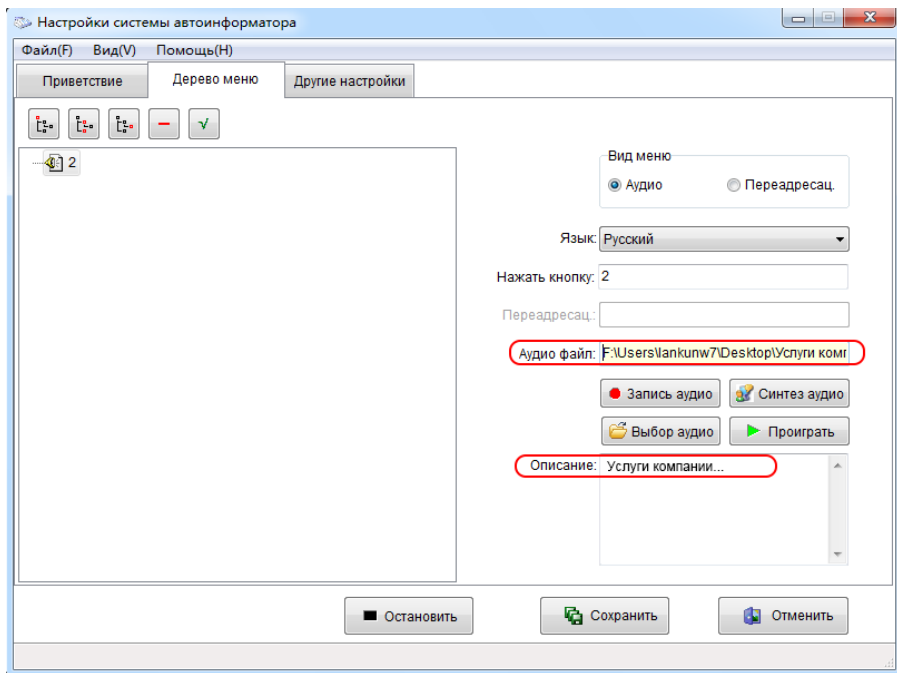 Настройки системы автоинформатора
Файл(F) Вид(V) Помощь(H)
Приветствие Дерево меню Другие настройки
2
Вид меню
Аудио Переадресац.
Язык: Русский
Нажать кнопку: 2
Переадресац.:
Аудио файл: F:\Users\lankunw7\Desktop\Услуги комп
Запись аудио Синтез аудио
Выбор аудио Проиграть
Описание: Услуги компании...
Остановить Сохранить Отменить